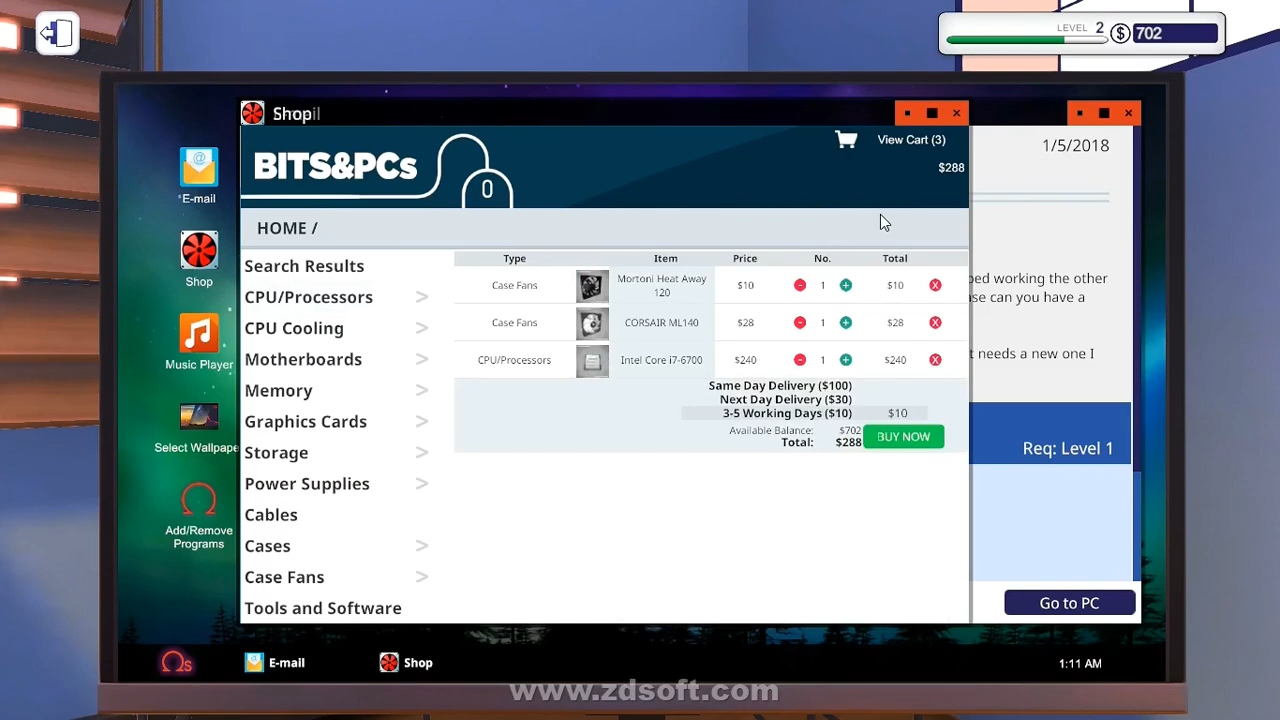 LEVEL 2
$ 702
Shop
BITS&PCs
View Cart (3)
$288
1/5/2018
HOME /
E-mail
Shop
Music Player
Select Wallpape
Add/Remove
Programs
Search Results
CPU/Processors >
CPU Cooling >
Motherboards >
Memory >
Graphics Cards >
Storage >
Power Supplies >
Cables
Cases >
Case Fans >
Tools and Software
Type Item Price No. Total
Case Fans Mortoni Heat Away 120 $10 - 1 + $10 X
Case Fans CORSAIR ML140 $28 - 1 + $28 X
CPU/Processors Intel Core i7-6700 $240 - 1 + $240 X
Same Day Delivery ($100)
Next Day Delivery ($30)
3-5 Working Days ($10) $10
Available Balance: $702
Total: $288
BUY NOW
ped working the other
se can you have a
t needs a new one I
Req: Level 1
Go to PC
Ωs
E-mail
Shop
1:11 AM
www.zdsoft.com